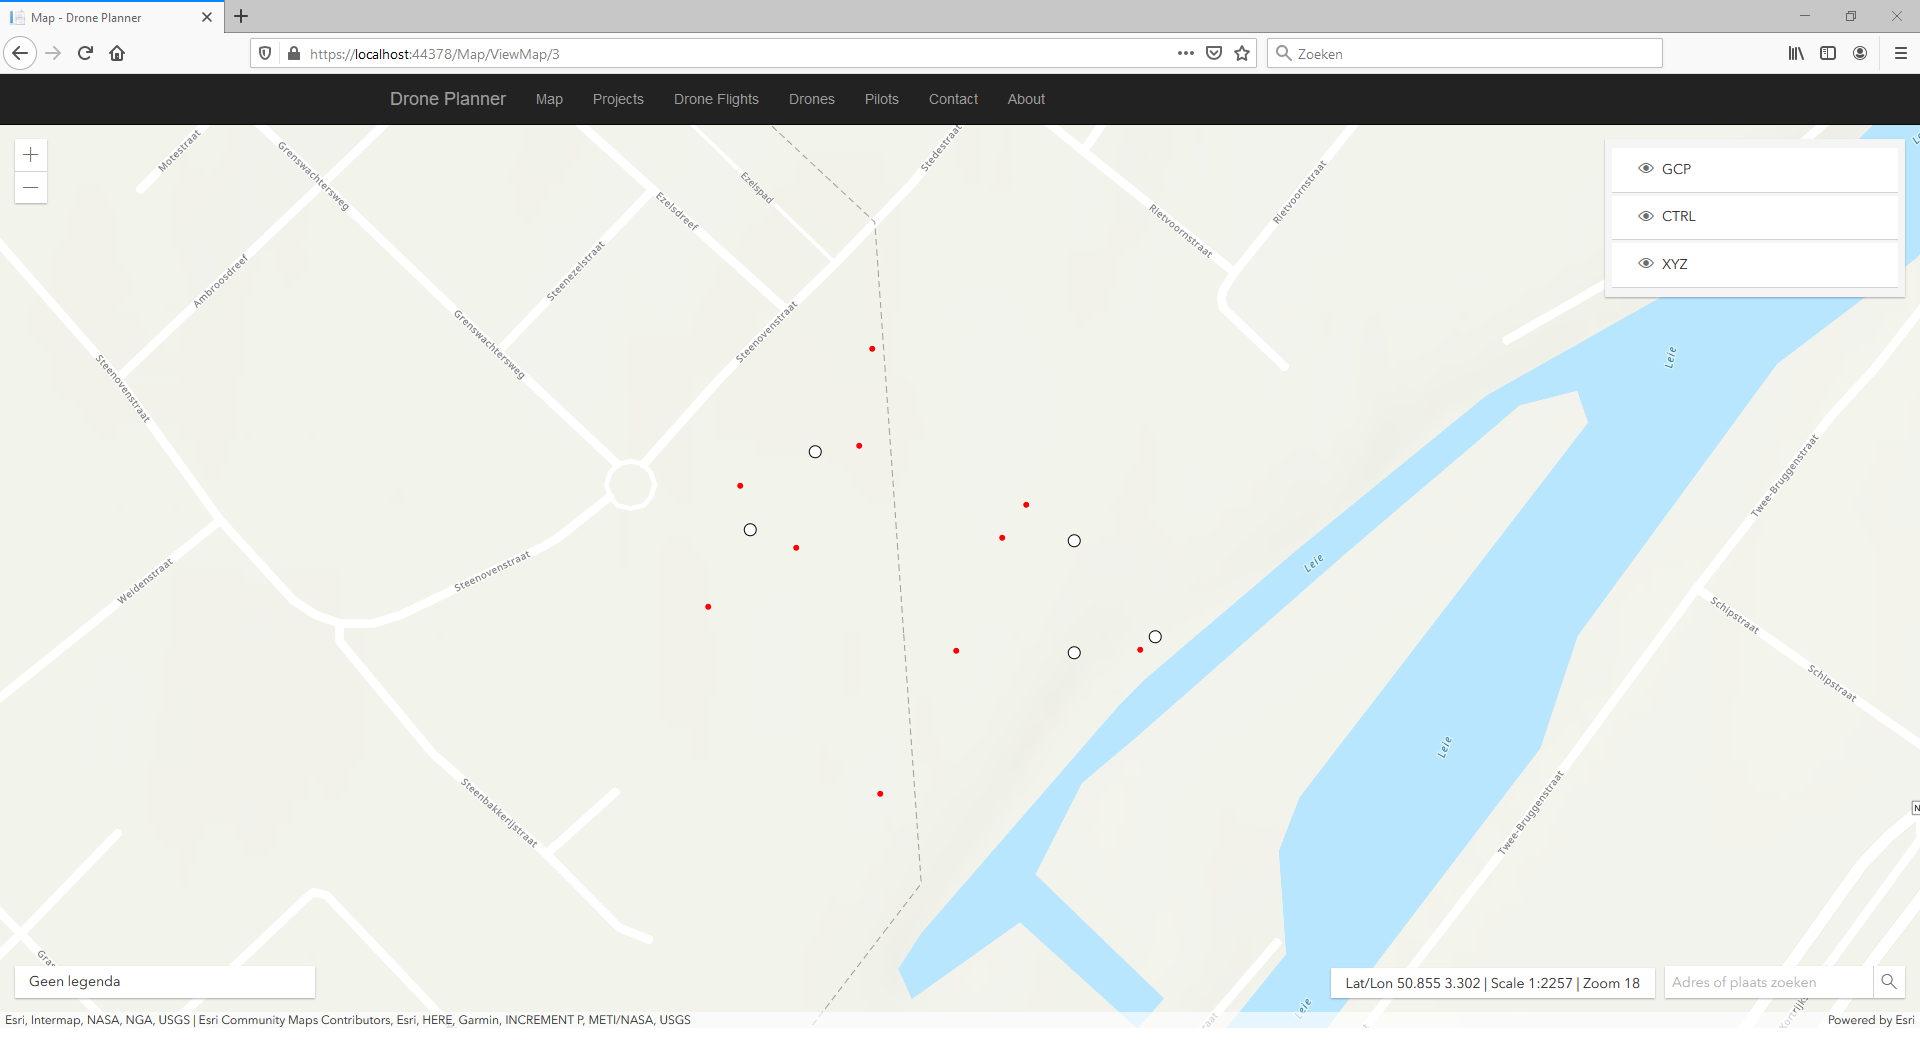 Map - Drone Planner
https://localhost:44378/Map/ViewMap/3
Zoeken
Drone Planner Map Projects Drone Flights Drones Pilots Contact About
Motestraat
Grenswachtersweg
Ezelspad
Stedestraat
Ezelsdreef
Rietvoornstraat
Rietvoornstraat
GCP
CTRL
XYZ
Ambroosdreef
Steenezelstraat
Grenswachtersweg
Steenovenstraat
Steenovenstraat
Leie
Twee-Bruggenstraat
Weidenstraat
Steenovenstraat
Leie
Schipstraat
Schipstraat
Leie
Steenbakkerijstraat
Twee-Bruggenstraat
N
Gras
Leie
Geen legenda
Lat/Lon 50.855 3.302 | Scale 1:2257 | Zoom 18
Adres of plaats zoeken
Esri, Intermap, NASA, NGA, USGS | Esri Community Maps Contributors, Esri, HERE, Garmin, INCREMENT P, METI/NASA, USGS
Powered by Esri